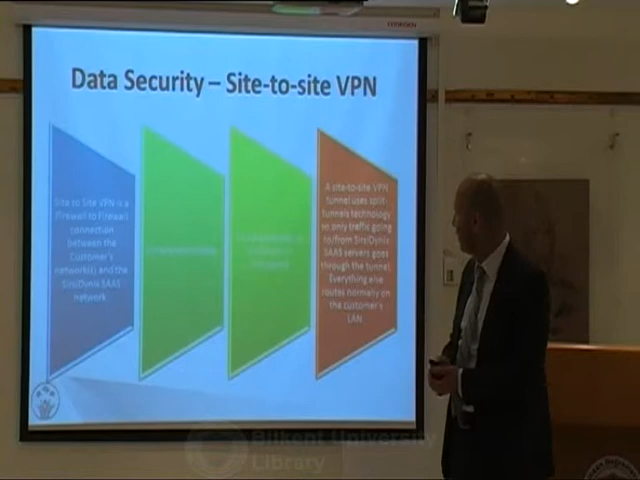 Data Security – Site-to-site VPN
Site to Site VPN is a
Firewall to Firewall
connection
between the
Customer's
network(s) and the
SirsiDynix SAAS
network
A site-to-site VPN
tunnel uses split-
tunnels technology
so only traffic going
to/from SirsiDynix
SAAS servers goes
through the tunnel.
Everything else
routes normally on
the customer's
LAN
Bilkent University
Library